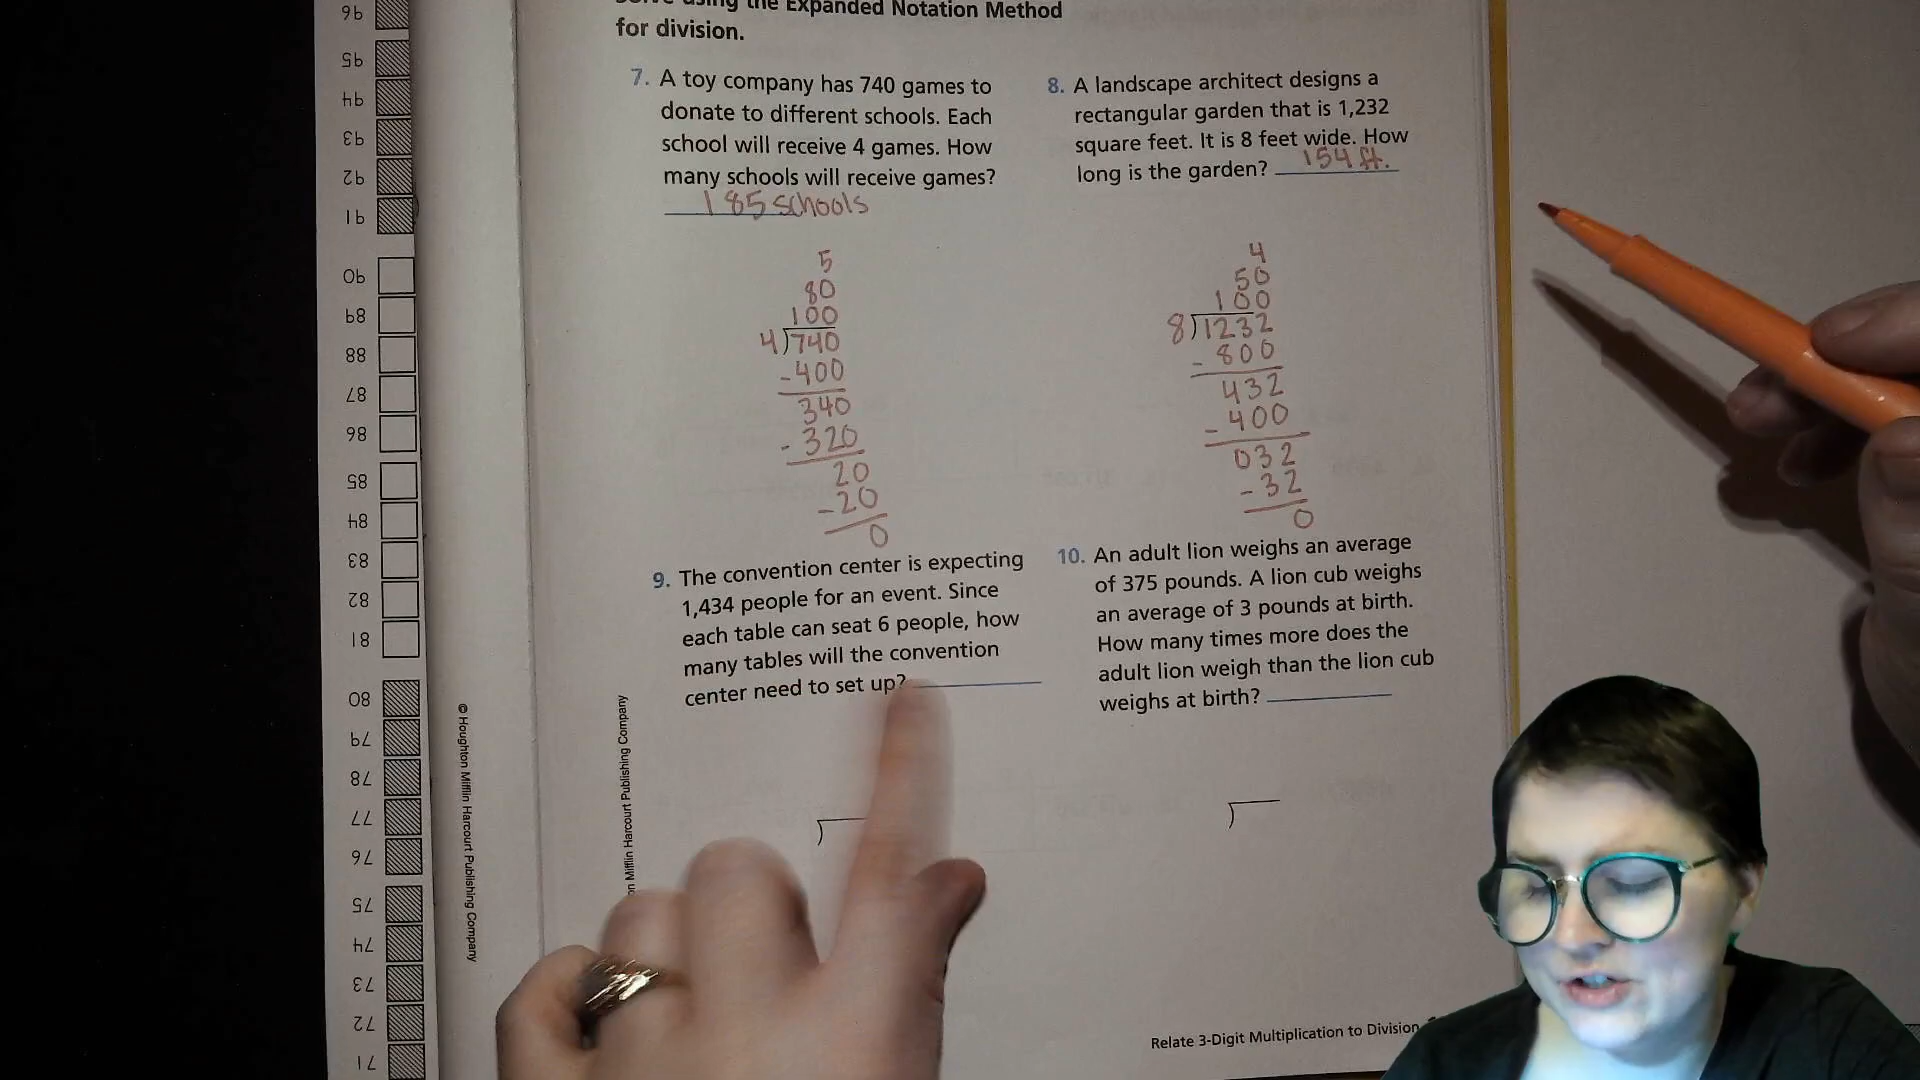 the Expanded Notation Method
for division.
7. A toy company has 740 games to
donate to different schools. Each
school will receive 4 games. How
many schools will receive games?
185 schools
5
80
100
4)740
-400
340
-320
20
-20
0
8. A landscape architect designs a
rectangular garden that is 1,232
square feet. It is 8 feet wide. How
long is the garden? 154 ft.
4
50
100
8)1232
-800
432
-400
032
-32
0
9. The convention center is expecting
1,434 people for an event. Since
each table can seat 6 people, how
many tables will the convention
center need to set up?
10. An adult lion weighs an average
of 375 pounds. A lion cub weighs
an average of 3 pounds at birth.
How many times more does the
adult lion weigh than the lion cub
weighs at birth?
Relate 3-Digit Multiplication to Division
© Houghton Mifflin Harcourt Publishing Company
Mifflin Harcourt Publishing Company
96
95
94
93
92
91
90
89
88
87
86
85
84
83
82
81
80
79
78
77
76
75
74
73
72
71